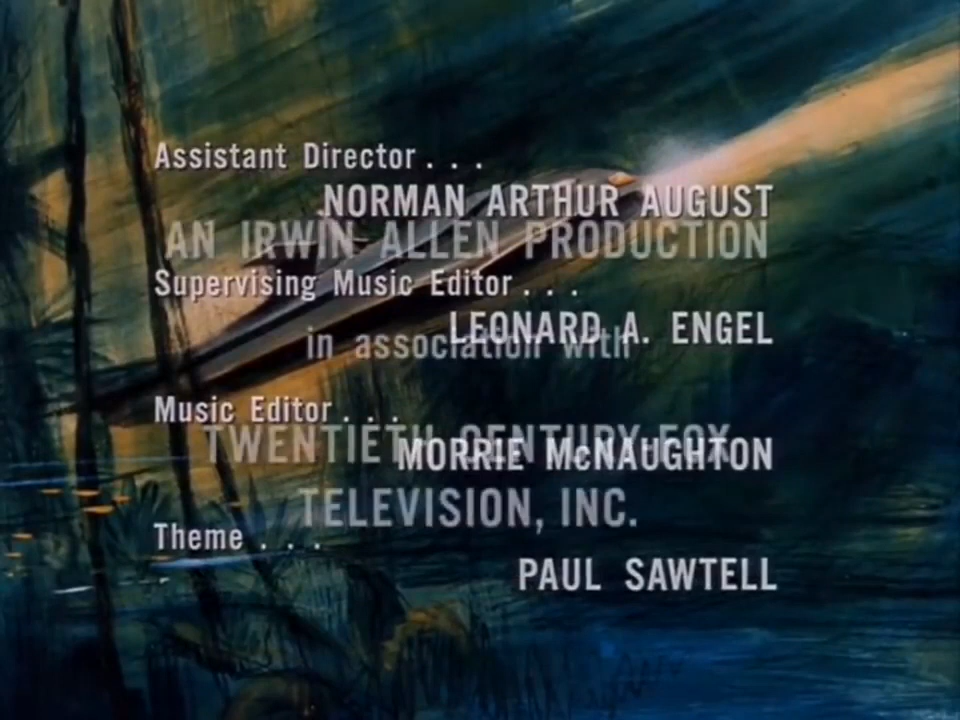 Assistant Director . . .
NORMAN ARTHUR AUGUST
AN IRWIN ALLEN PRODUCTION
Supervising Music Editor . . .
LEONARD A. ENGEL
in association with
Music Editor . . .
TWENTIETH CENTURY-FOX
MORRIE McNAUGHTON
TELEVISION, INC.
Theme . . .
PAUL SAWTELL